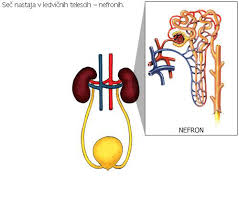 Seč nastaja v ledvičnih telescih – nefronih.
NEFRON